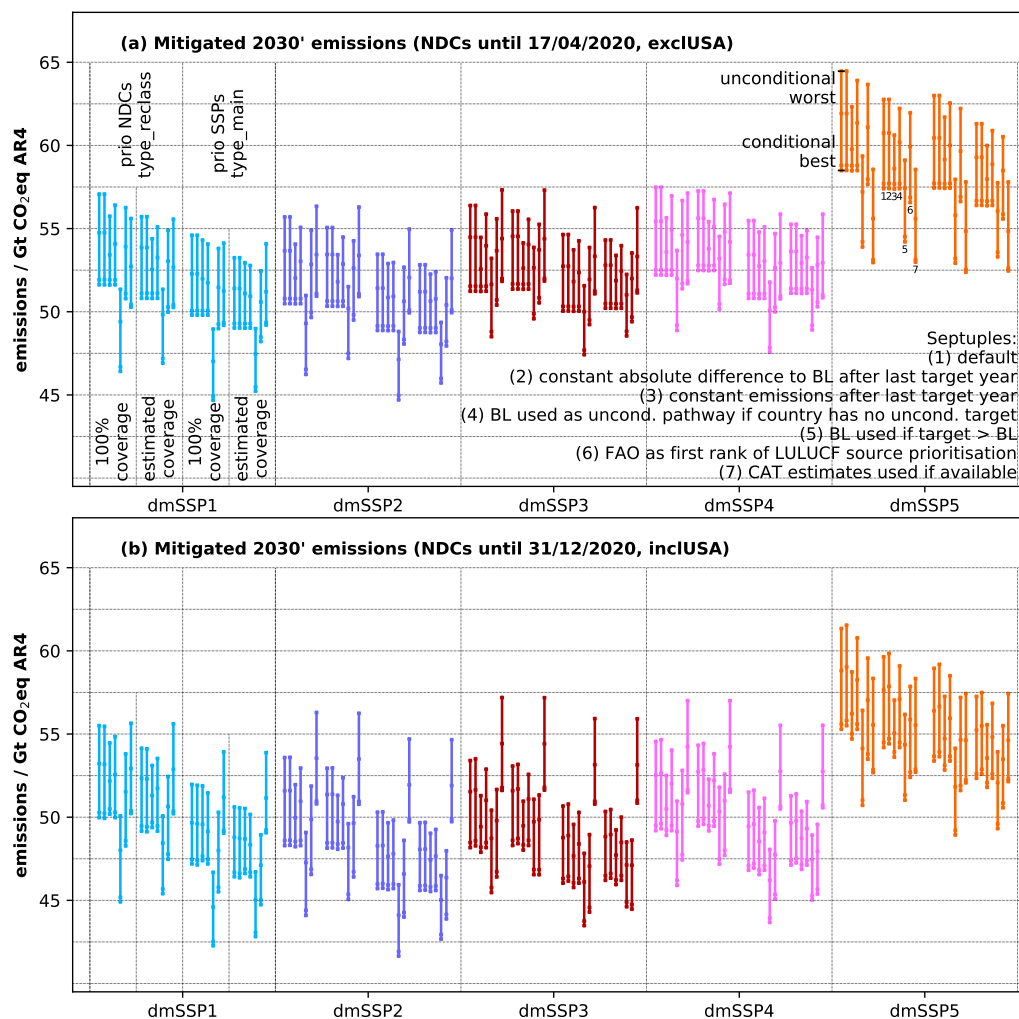 (a) Mitigated 2030' emissions (NDCs until 17/04/2020, exclUSA)
emissions / Gt CO₂eq AR4
65
60
55
50
45
prio NDCs
type_reclass
prio SSPs
type_main
unconditional
worst
conditional
best
1234
6
5
7
100%
coverage
estimated
coverage
100%
coverage
estimated
coverage
Septuples:
(1) default
(2) constant absolute difference to BL after last target year
(3) constant emissions after last target year
(4) BL used as uncond. pathway if country has no uncond. target
(5) BL used if target > BL
(6) FAO as first rank of LULUCF source prioritisation
(7) CAT estimates used if available
dmSSP1
dmSSP2
dmSSP3
dmSSP4
dmSSP5
(b) Mitigated 2030' emissions (NDCs until 31/12/2020, inclUSA)
emissions / Gt CO₂eq AR4
65
60
55
50
45
dmSSP1
dmSSP2
dmSSP3
dmSSP4
dmSSP5